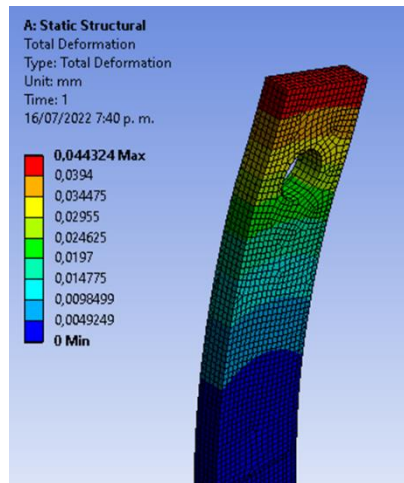 A: Static Structural
Total Deformation
Type: Total Deformation
Unit: mm
Time: 1
16/07/2022 7:40 p. m.
0,044324 Max
0,0394
0,034475
0,02955
0,024625
0,0197
0,014775
0,0098499
0,0049249
0 Min